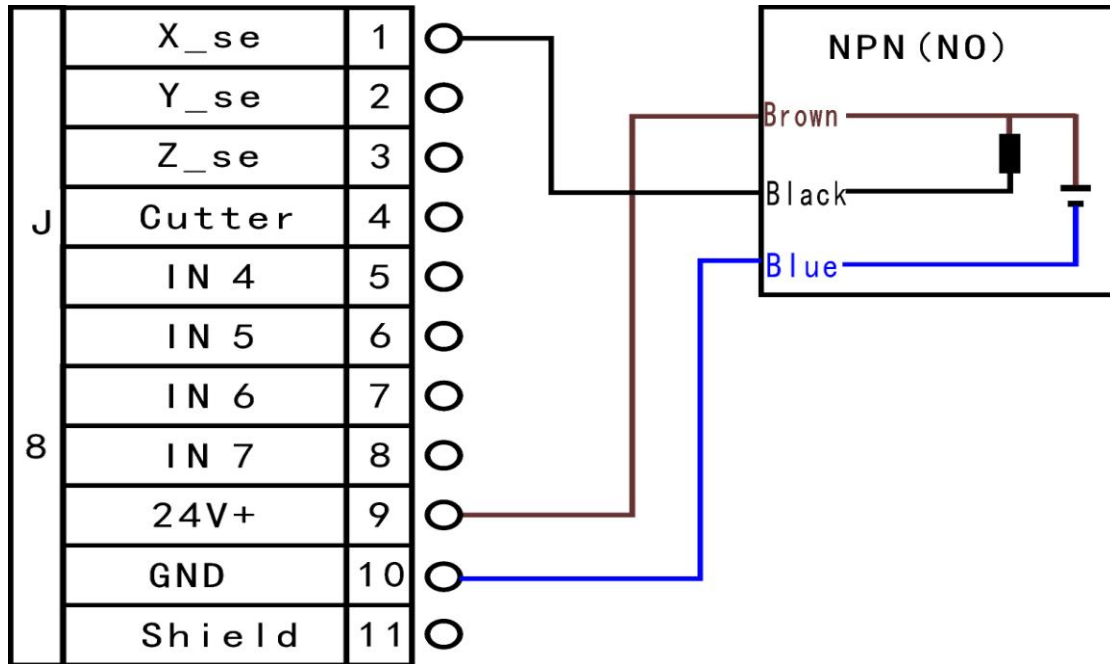 X_se 1
Y_se 2
Z_se 3
Cutter 4
IN 4 5
IN 5 6
IN 6 7
IN 7 8
24V+ 9
GND 10
Shield 11
J
8
NPN(NO)
Brown
Black
Blue